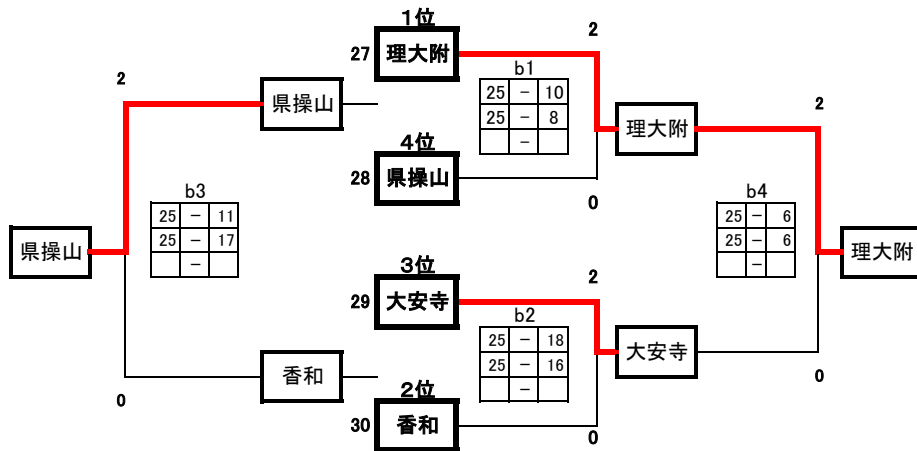 1位
27 理大附 2
b1
25 － 10
25 － 8
－
2
県操山
理大附
2
4位
28 県操山
0
b3
25 － 11
25 － 17
－
b4
25 － 6
25 － 6
－
県操山
理大附
3位
29 大安寺 2
b2
25 － 18
25 － 16
－
大安寺
香和
0
0
2位
30 香和
0